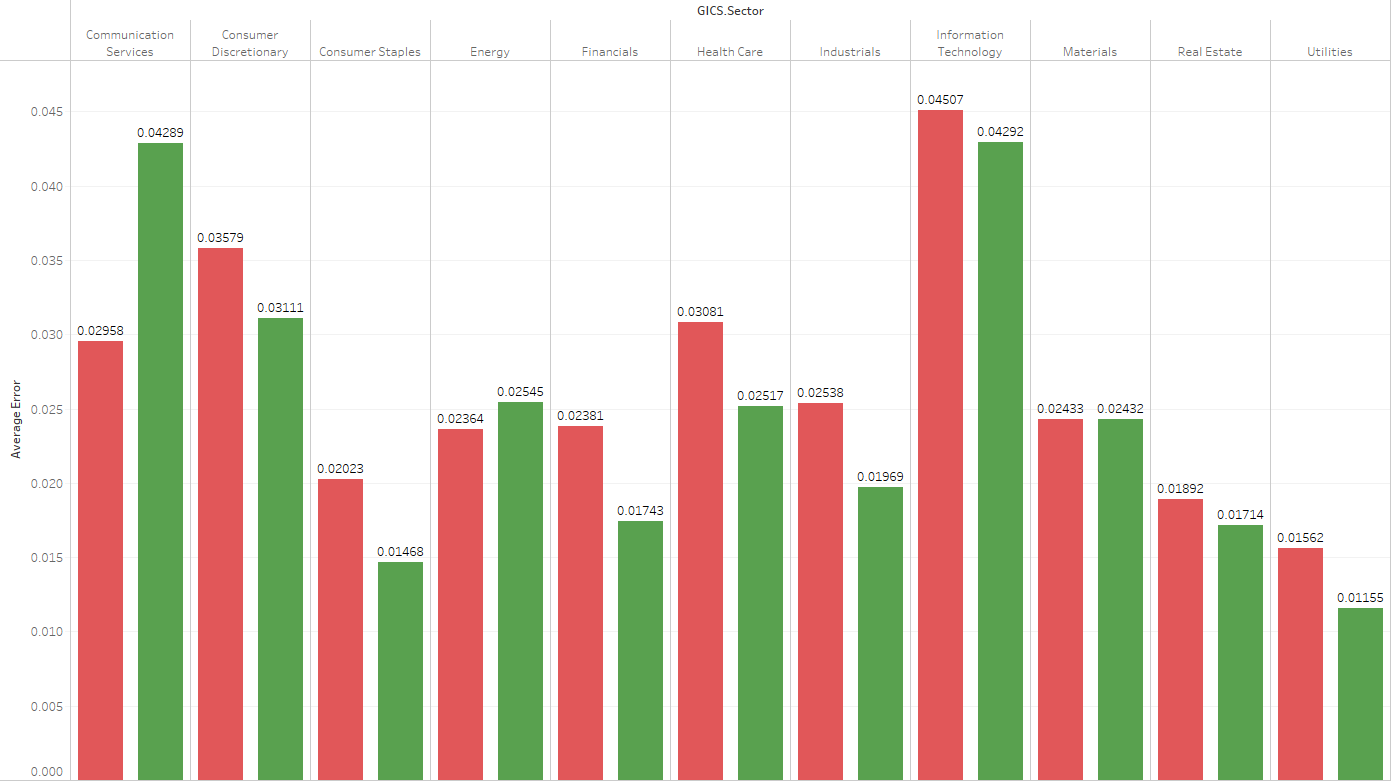 GICS.Sector
Communication
Services
Consumer
Discretionary
Consumer Staples
Energy
Financials
Health Care
Industrials
Information
Technology
Materials
Real Estate
Utilities
Average Error
0.045
0.040
0.035
0.030
0.025
0.020
0.015
0.010
0.005
0.000
0.02958
0.04289
0.03579
0.03111
0.02023
0.01468
0.02364
0.02545
0.02381
0.01743
0.03081
0.02517
0.02538
0.01969
0.04507
0.04292
0.02433
0.02432
0.01892
0.01714
0.01562
0.01155